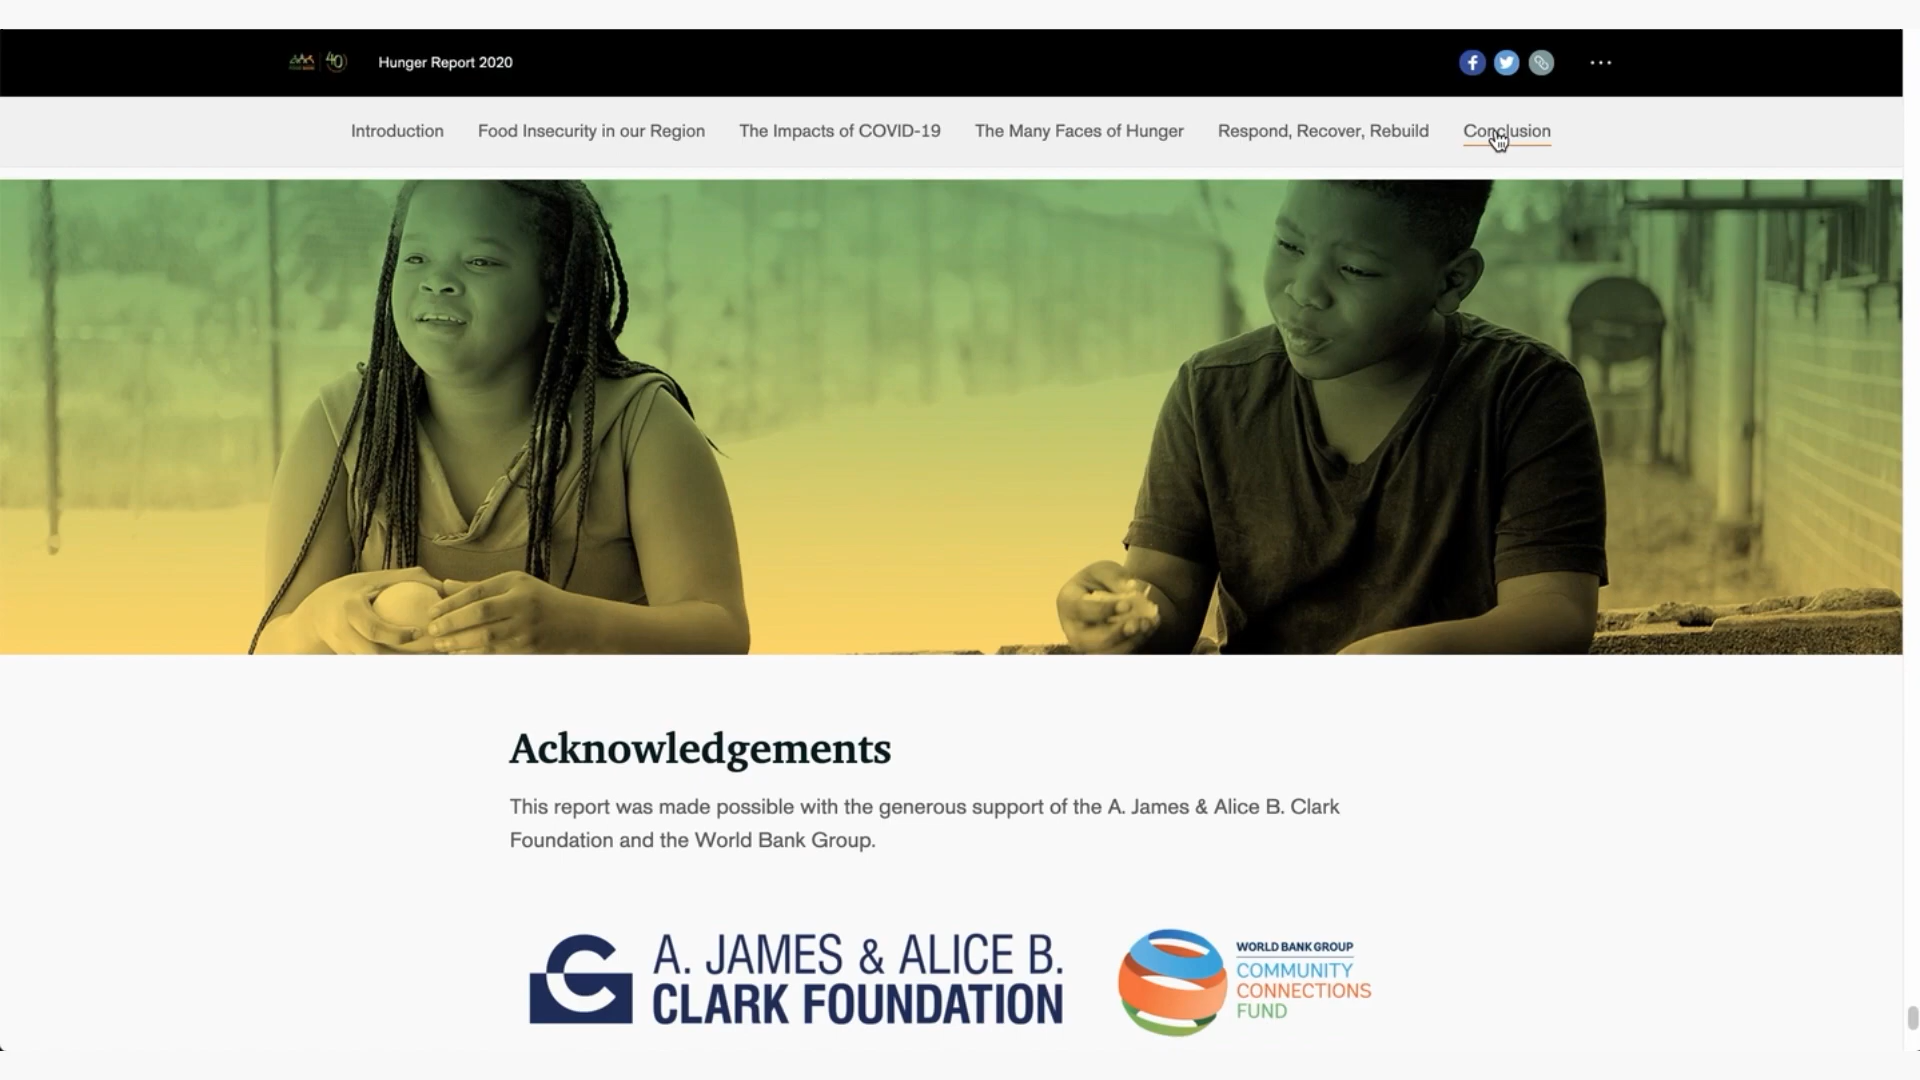 40
Hunger Report 2020
Introduction
Food Insecurity in our Region
The Impacts of COVID-19
The Many Faces of Hunger
Respond, Recover, Rebuild
Conclusion
Acknowledgements
This report was made possible with the generous support of the A. James & Alice B. Clark
Foundation and the World Bank Group.
A. JAMES & ALICE B.
CLARK FOUNDATION
WORLD BANK GROUP
COMMUNITY
CONNECTIONS
FUND